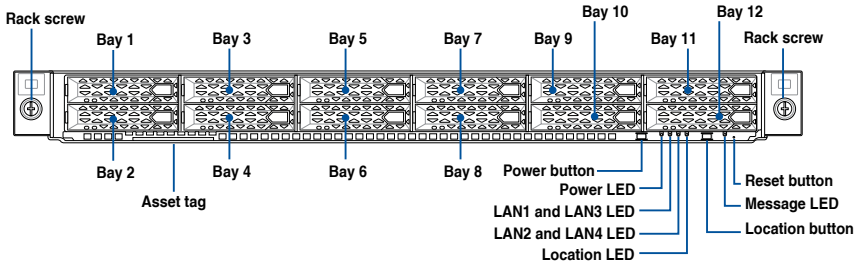 Rack screw
Bay 1
Bay 3
Bay 5
Bay 7
Bay 9
Bay 10
Bay 11
Bay 12
Rack screw
Bay 2
Asset tag
Bay 4
Bay 6
Bay 8
Power button
Power LED
LAN1 and LAN3 LED
LAN2 and LAN4 LED
Location LED
Reset button
Message LED
Location button